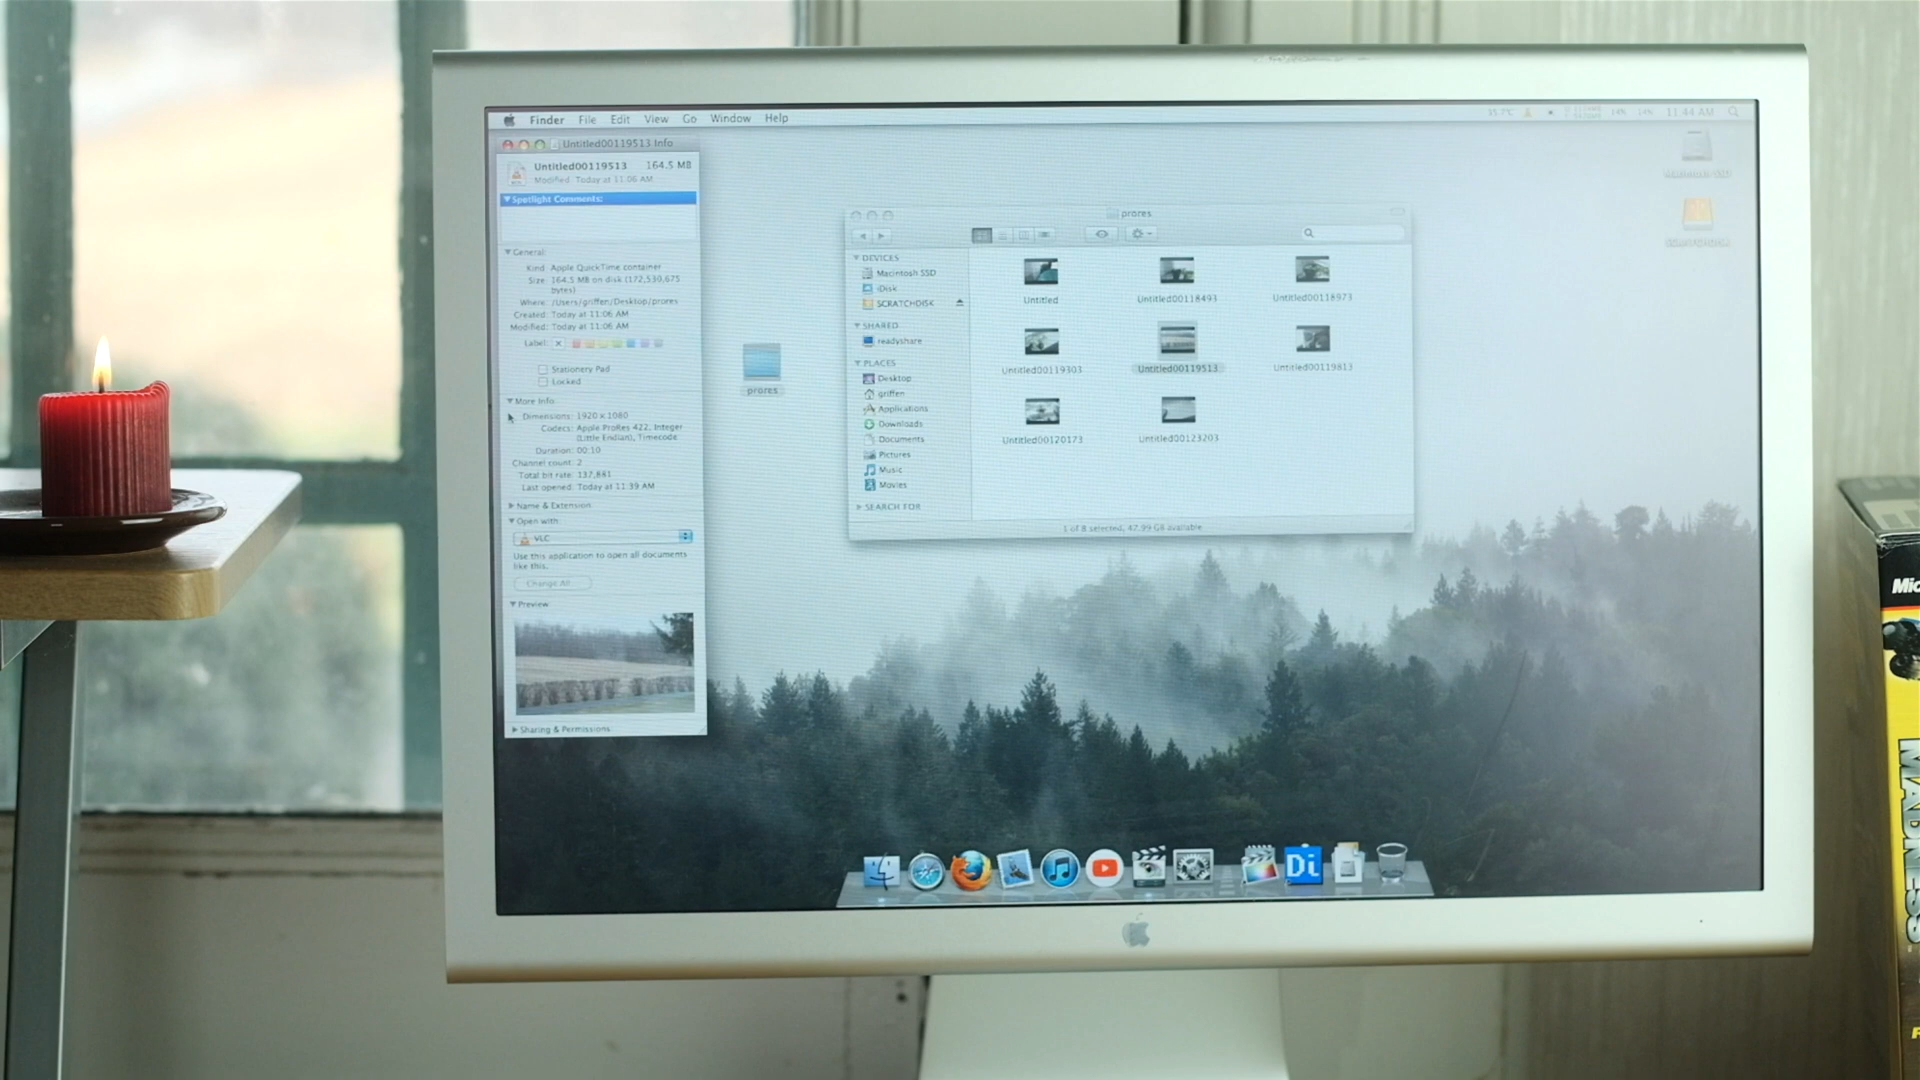 Finder File Edit View Go Window Help
11:44 AM
Untitled00119513 Info
Untitled00119513 164.5 MB
Modified: Today at 11:06 AM
Spotlight Comments:
General:
Kind: Apple QuickTime container
Size: 164.5 MB on disk (172,530,675
bytes)
Where: /Users/griffen/Desktop/prores
Created: Today at 11:06 AM
Modified: Today at 11:06 AM
Label:
Stationery Pad
Locked
More Info:
Dimensions: 1920 x 1080
Codecs: Apple ProRes 422, Integer
(Little Endian), Timecode
Duration: 00:10
Channel count: 2
Total bit rate: 137,881
Last opened: Today at 11:39 AM
Name & Extension:
Open with:
VLC
Use this application to open all documents
like this.
Change All...
Preview:
Sharing & Permissions:
prores
prores
DEVICES
Macintosh SSD
iDisk
SCRATCHDISK
SHARED
readyshare
PLACES
Desktop
griffen
Applications
Downloads
Documents
Pictures
Music
Movies
SEARCH FOR
Untitled
Untitled00118493
Untitled00118973
Untitled00119303
Untitled00119513
Untitled00119813
Untitled00120173
Untitled00123203
1 of 8 selected, 47.99 GB available
Macintosh SSD
SCRATCHDISK
Di
Mic
MADNESS